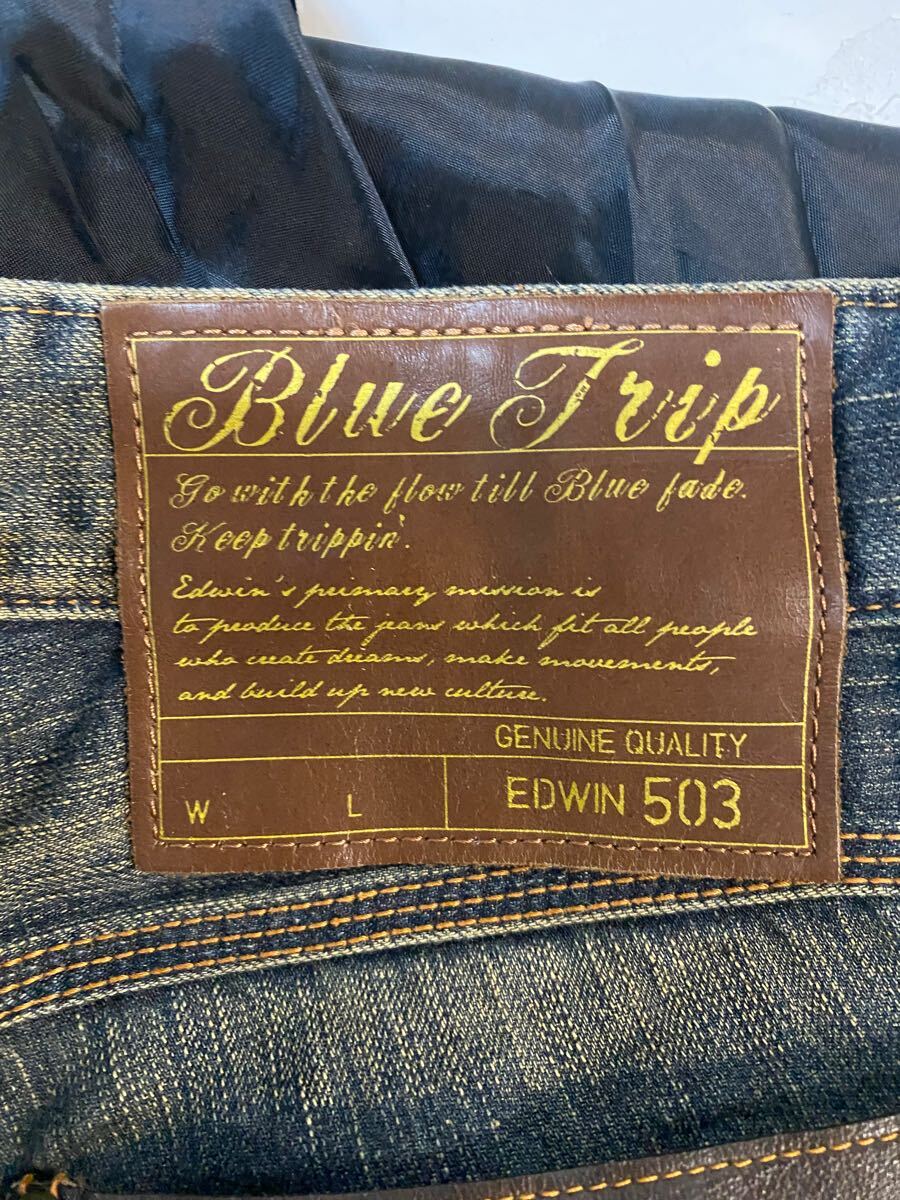 Blue Trip
Go with the flow till Blue fade.
Keep trippin'.
Edwin's primary mission is
to produce the jeans which fit all people
who create dreams, make movements,
and build up new culture.
GENUINE QUALITY
W L EDWIN 503